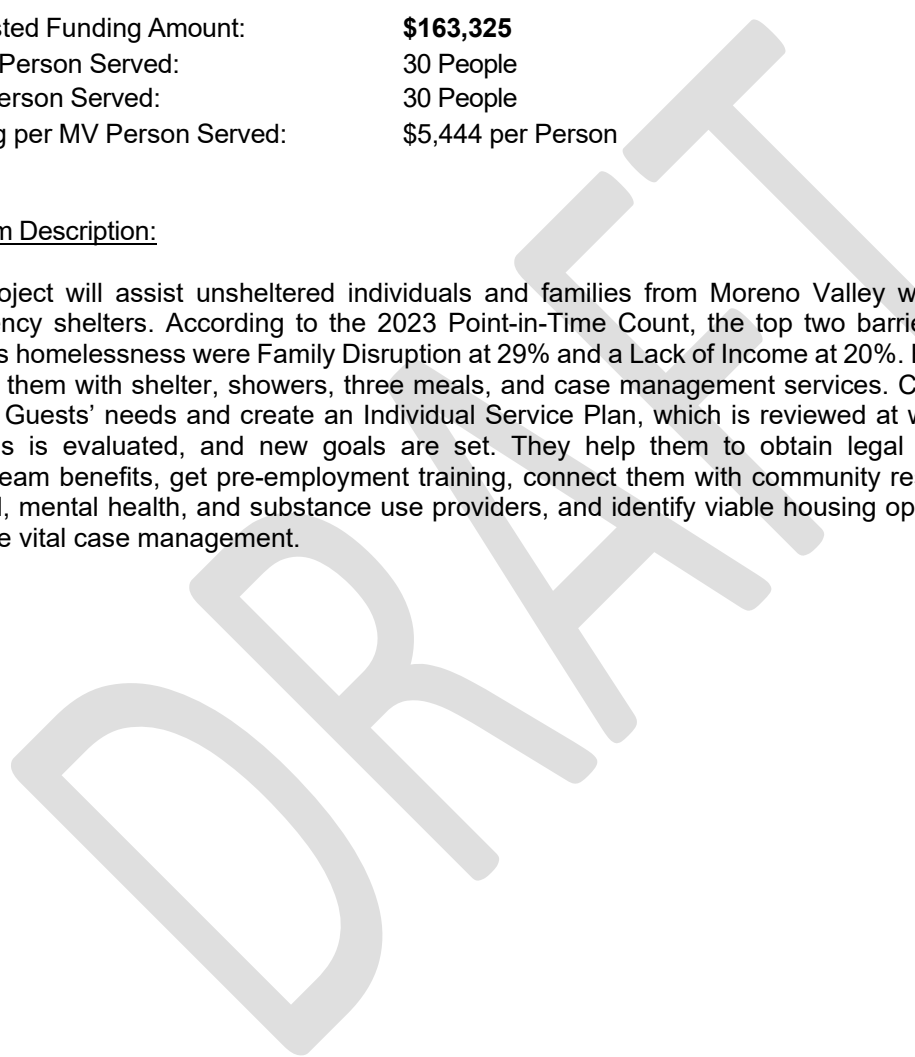 sted Funding Amount: $163,325
Person Served: 30 People
erson Served: 30 People
g per MV Person Served: $5,444 per Person
m Description:
oject will assist unsheltered individuals and families from Moreno Valley w
ncy shelters. According to the 2023 Point-in-Time Count, the top two barrie
s homelessness were Family Disruption at 29% and a Lack of Income at 20%.
them with shelter, showers, three meals, and case management services. C
Guests’ needs and create an Individual Service Plan, which is reviewed at w
s is evaluated, and new goals are set. They help them to obtain legal
eam benefits, get pre-employment training, connect them with community re
, mental health, and substance use providers, and identify viable housing op
e vital case management.
DRAFT